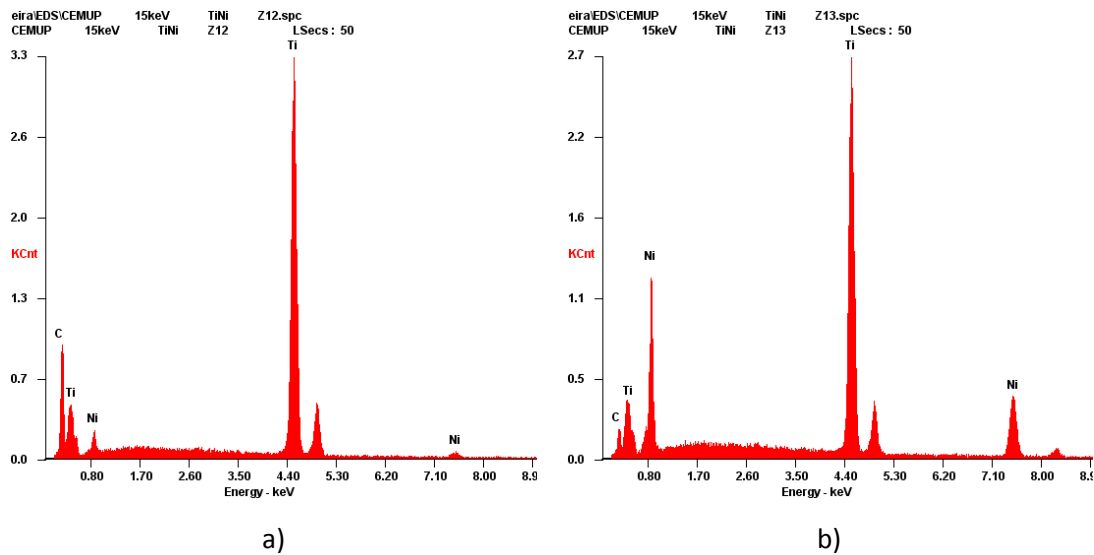 eira\EDS\CEMUP 15keV TiNi Z12.spc
CEMUP 15keV TiNi Z12 LSecs : 50
Ti
3.3
2.6
2.0
KCnt
1.3
C
0.7
Ti
Ni
Ni
0.0
0.80 1.70 2.60 3.50 4.40 5.30 6.20 7.10 8.00 8.9
Energy - keV
a)
eira\EDS\CEMUP 15keV TiNi Z13.spc
CEMUP 15keV TiNi Z13 LSecs : 50
Ti
2.7
2.2
1.6
KCnt
Ni
1.1
0.5
Ti
Ni
C
0.0
0.80 1.70 2.60 3.50 4.40 5.30 6.20 7.10 8.00 8.9
Energy - keV
b)